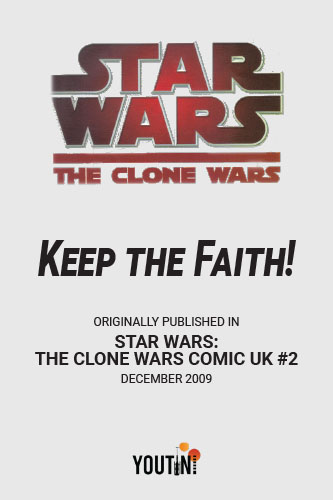 STAR
WARS
THE CLONE WARS
KEEP THE FAITH!
ORIGINALLY PUBLISHED IN
STAR WARS:
THE CLONE WARS COMIC UK #2
DECEMBER 2009
YOUTINI